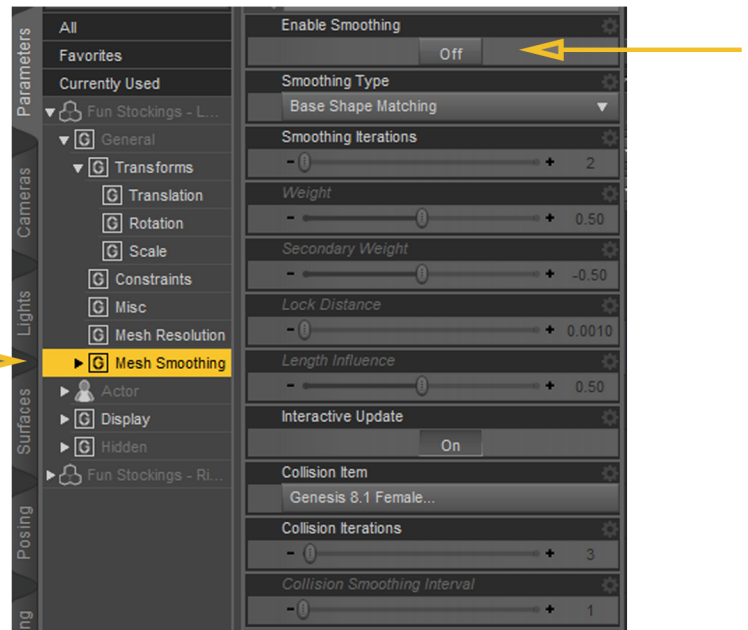 Parameters
Cameras
Lights
Surfaces
Posing
ng
All
Favorites
Currently Used
Fun Stockings - L...
G General
G Transforms
G Translation
G Rotation
G Scale
G Constraints
G Misc
G Mesh Resolution
G Mesh Smoothing
Actor
G Display
G Hidden
Fun Stockings - Ri...
Enable Smoothing
Off
Smoothing Type
Base Shape Matching
Smoothing Iterations
- + 2
Weight
- + 0.50
Secondary Weight
- + -0.50
Lock Distance
- + 0.0010
Length Influence
- + 0.50
Interactive Update
On
Collision Item
Genesis 8.1 Female...
Collision Iterations
- + 3
Collision Smoothing Interval
- + 1